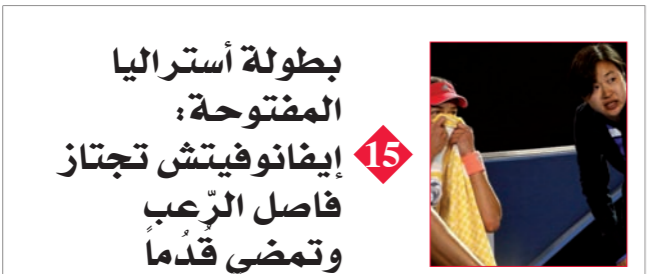 بطولة أستراليا
المفتوحة:
إيفانوفيتش تجتاز
فاصل الرّعب
وتمضي قُدُماً
15